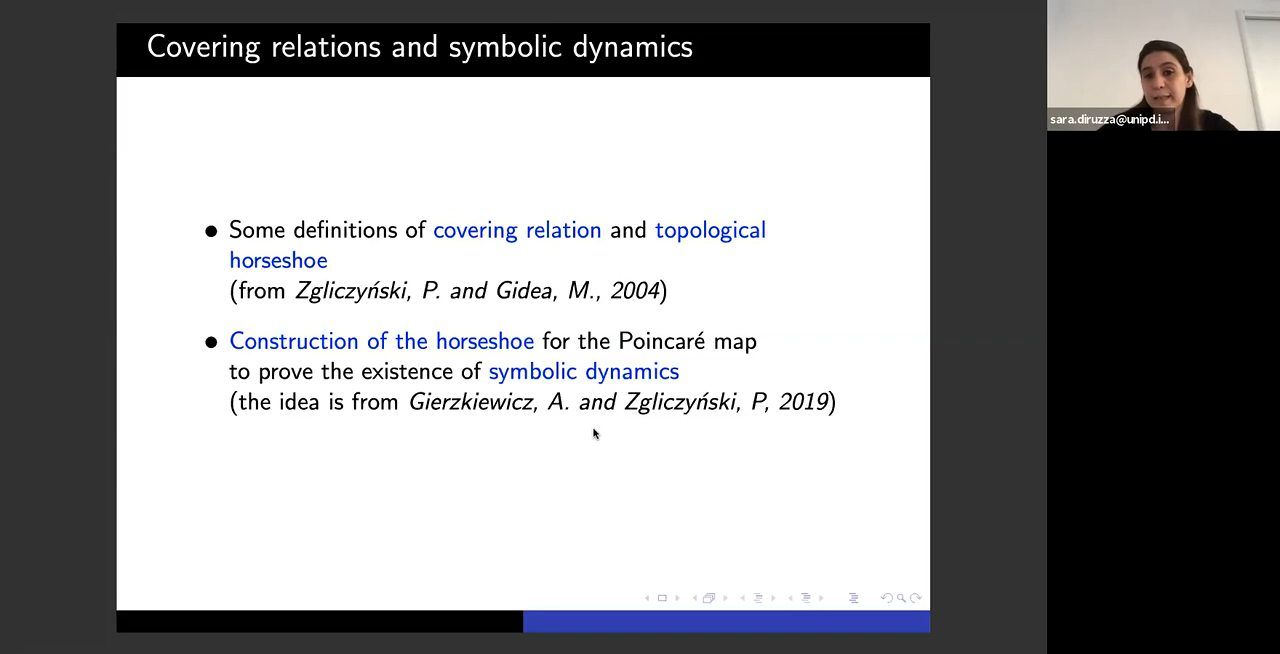 Covering relations and symbolic dynamics
sara.diruzza@unipd.i...
● Some definitions of covering relation and topological
horseshoe
(from Zgliczyński, P. and Gidea, M., 2004)
● Construction of the horseshoe for the Poincaré map
to prove the existence of symbolic dynamics
(the idea is from Gierzkiewicz, A. and Zgliczyński, P, 2019)